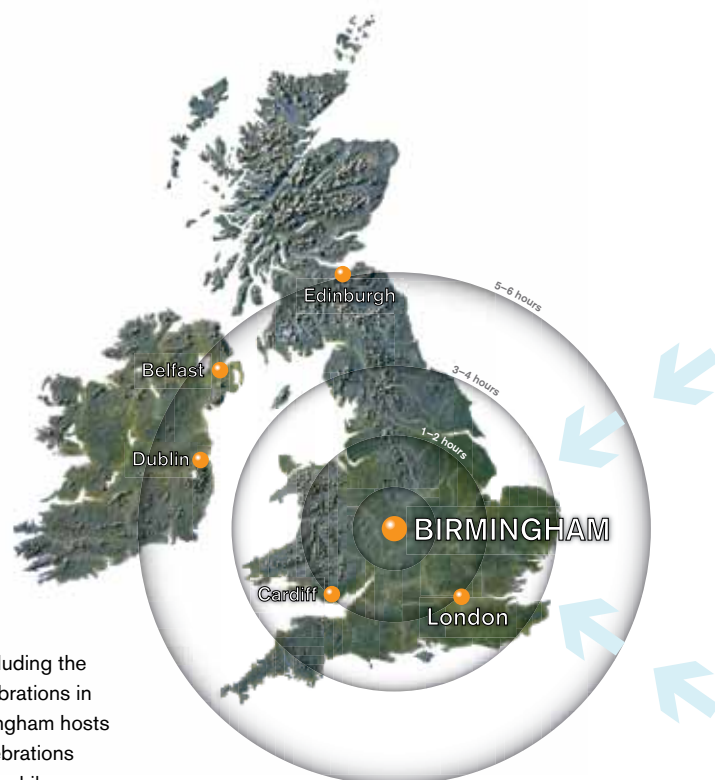 Edinburgh
5–6 hours
Belfast
3–4 hours
1–2 hours
Dublin
BIRMINGHAM
Cardiff
London
luding the
brations in
ngham hosts
ebrations